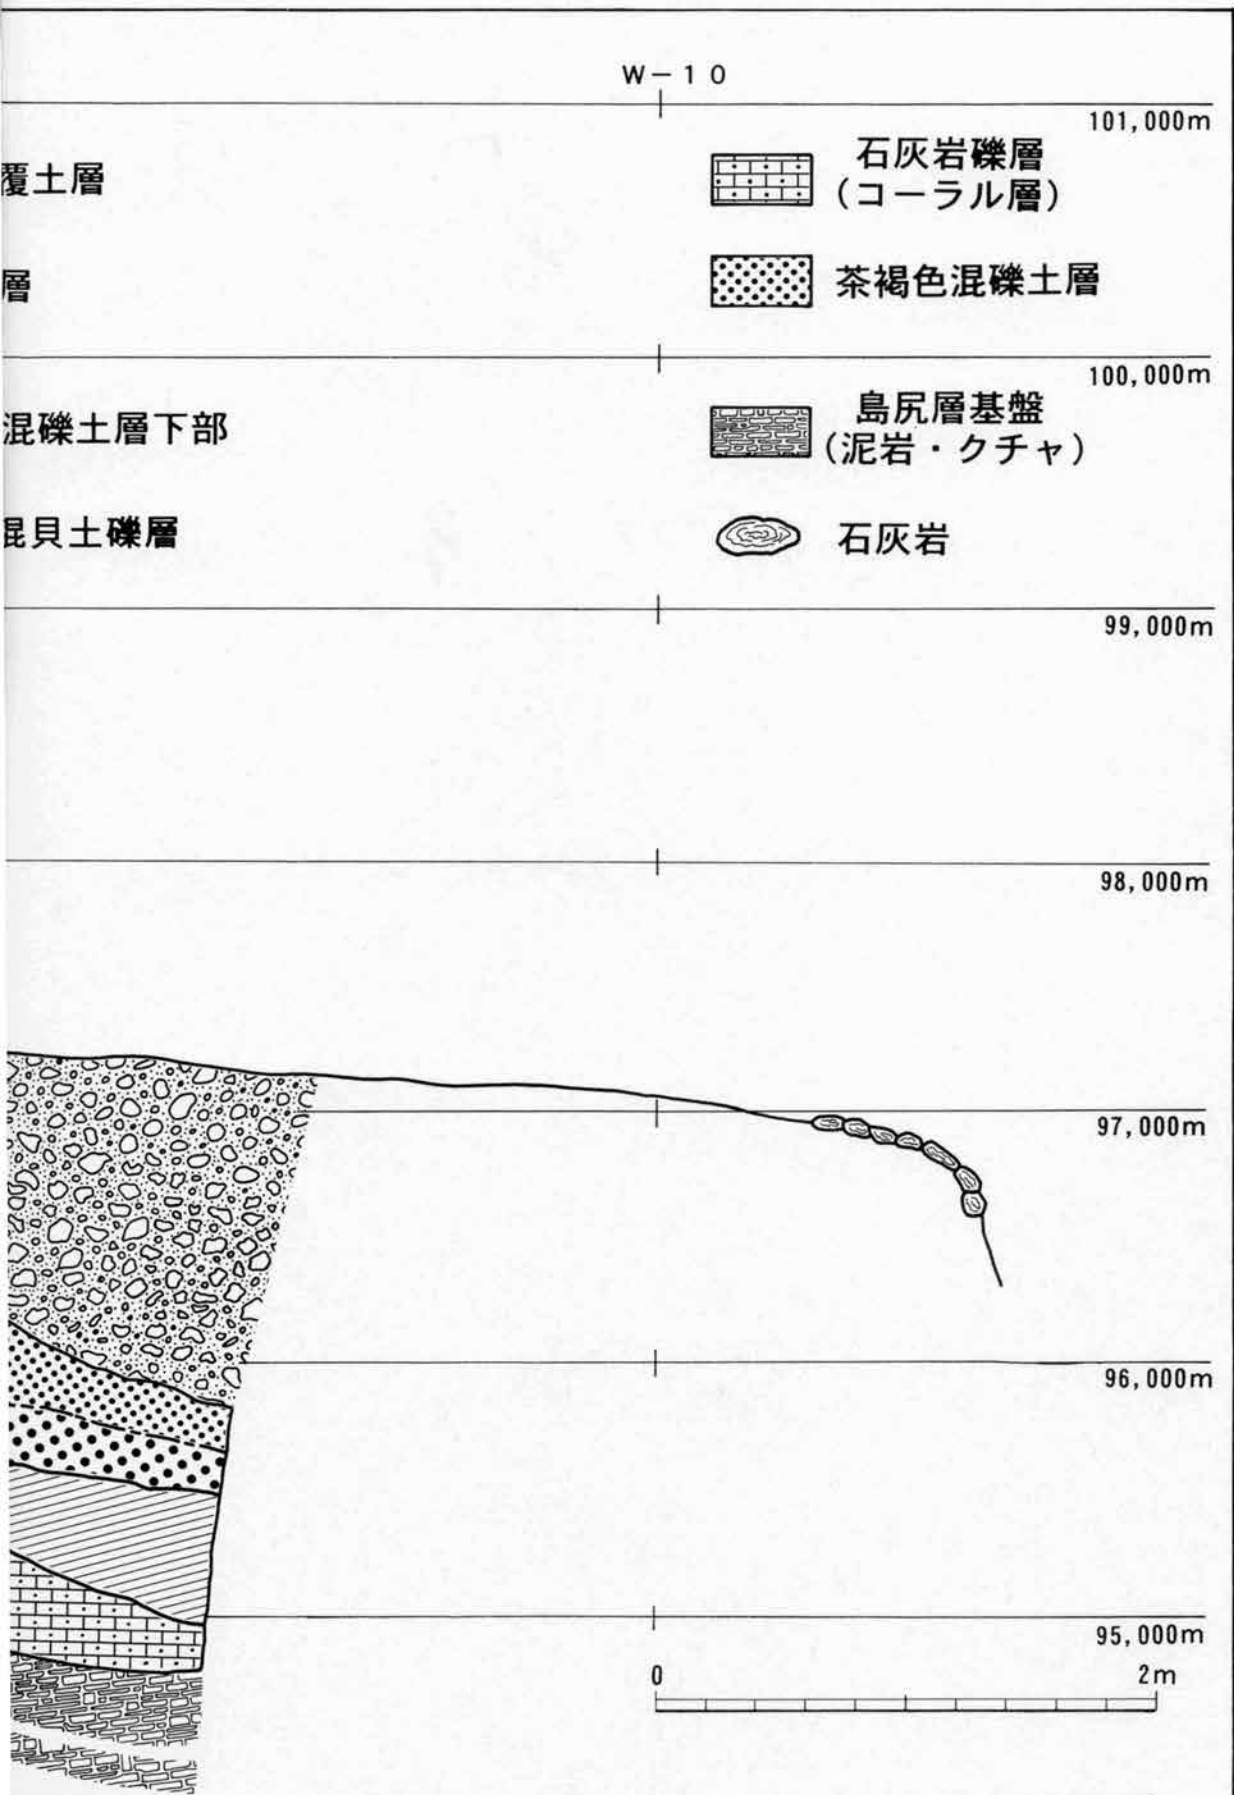 W－10
101,000m
覆土層
石灰岩礫層
(コーラル層)
層
茶褐色混礫土層
100,000m
混礫土層下部
島尻層基盤
(泥岩・クチャ)
混貝土礫層
石灰岩
99,000m
98,000m
97,000m
96,000m
95,000m
0 2m